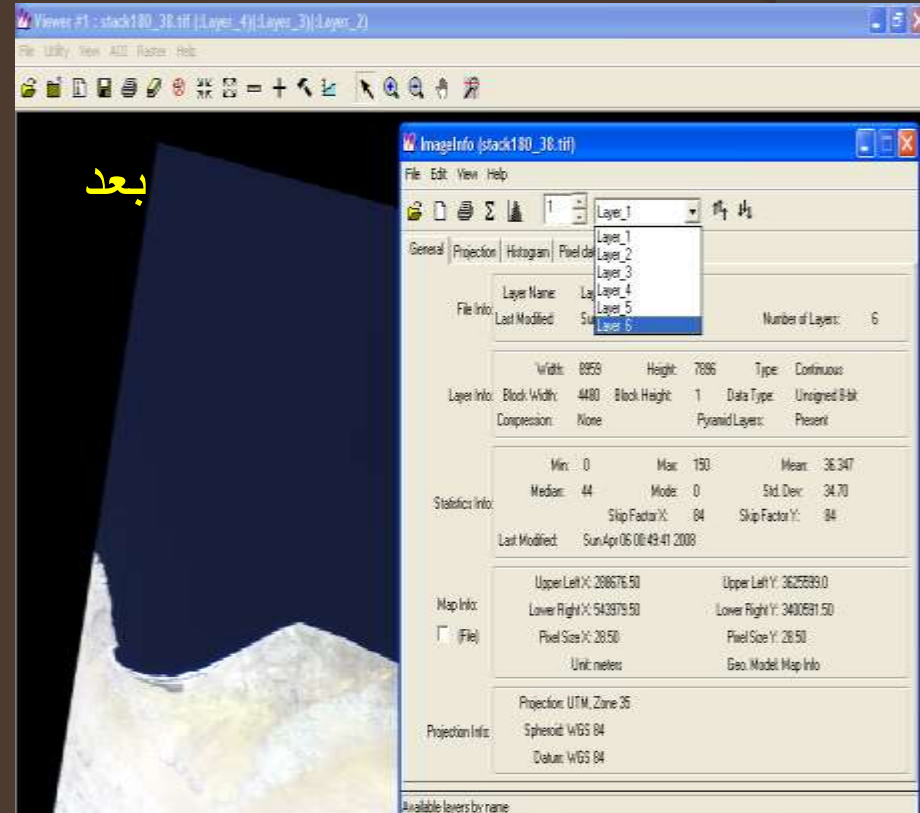 Viewer #1 : stack180_38.tif (:Layer_4)(:Layer_3)(:Layer_2)
File Utility View AOI Raster Help
بعد
ImageInfo (stack180_38.tif)
File Edit View Help
1 Layer_1
Layer_1
Layer_2
Layer_3
Layer_4
Layer_5
Layer_6
General Projection Histogram Pixel da
File Info: Layer Name: La
Last Modified: Su Number of Layers: 6
Layer Info: Width: 8959 Height: 7896 Type: Continuous
Block Width: 4480 Block Height: 1 Data Type: Unsigned 8-bit
Compression: None Pyramid Layers: Present
Statistics Info: Min: 0 Max: 150 Mean: 36.347
Median: 44 Mode: 0 Std. Dev: 34.70
Skip Factor X: 84 Skip Factor Y: 84
Last Modified: Sun Apr 06 00:49:41 2008
Map Info: Upper Left X: 288676.50 Upper Left Y: 3625599.0
(File) Lower Right X: 543979.50 Lower Right Y: 3400591.50
Pixel Size X: 28.50 Pixel Size Y: 28.50
Unit: meters Geo. Model: Map Info
Projection Info: Projection: UTM, Zone 35
Spheroid: WGS 84
Datum: WGS 84
Available layers by name